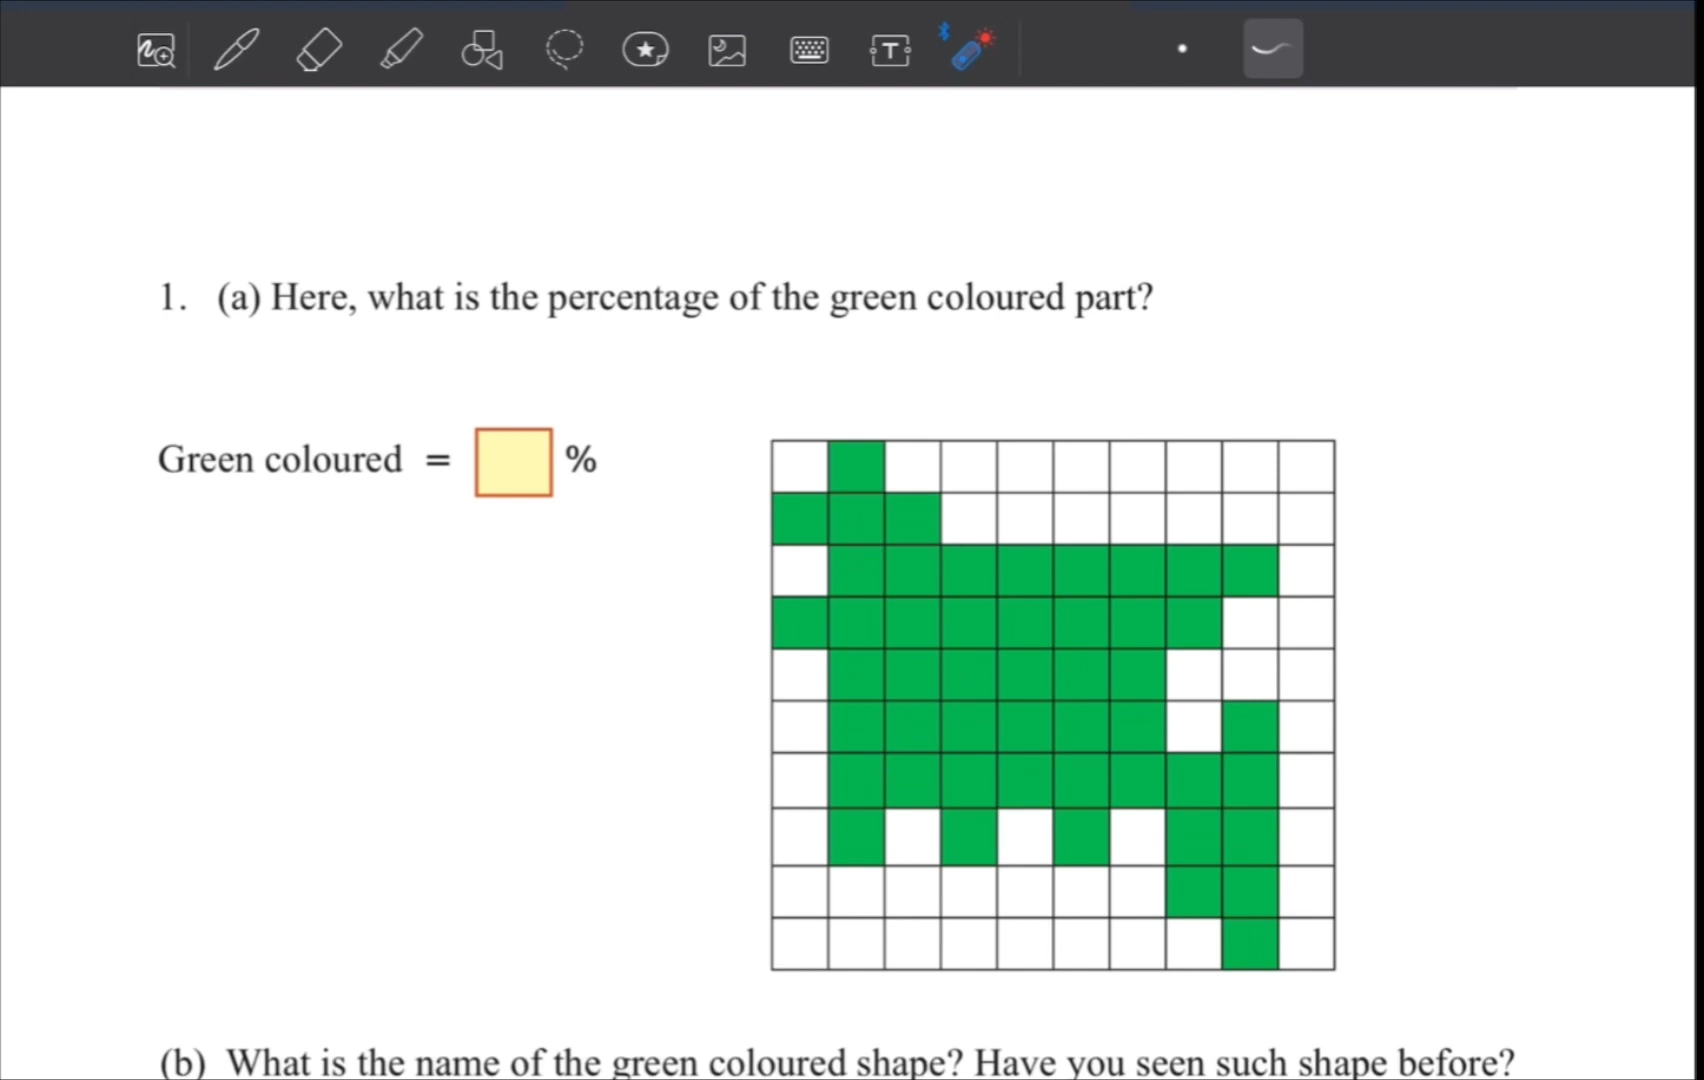 1. (a) Here, what is the percentage of the green coloured part?
Green coloured = %
(b) What is the name of the green coloured shape? Have you seen such shape before?